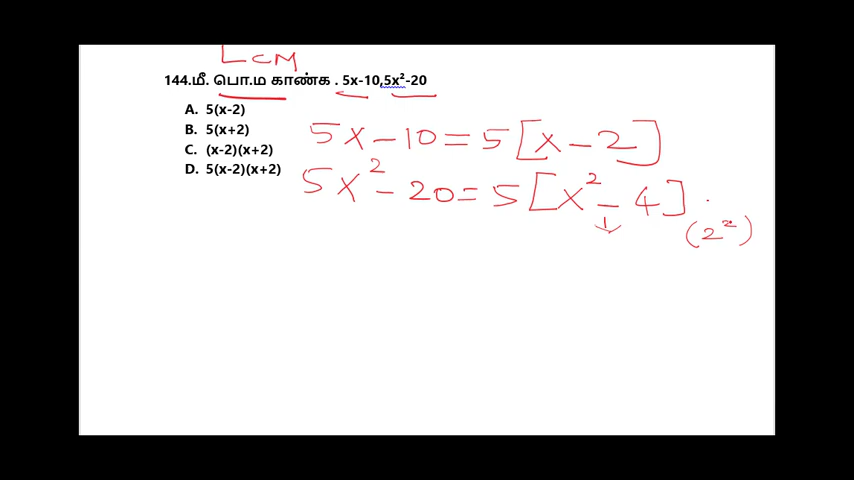 LCM
144.மீ. பொ.ம காண்க . 5x-10,5x²-20
A. 5(x-2)
B. 5(x+2)
C. (x-2)(x+2)
D. 5(x-2)(x+2)
5x-10=5[x-2]
5x²-20=5[x²-4]
(2²)